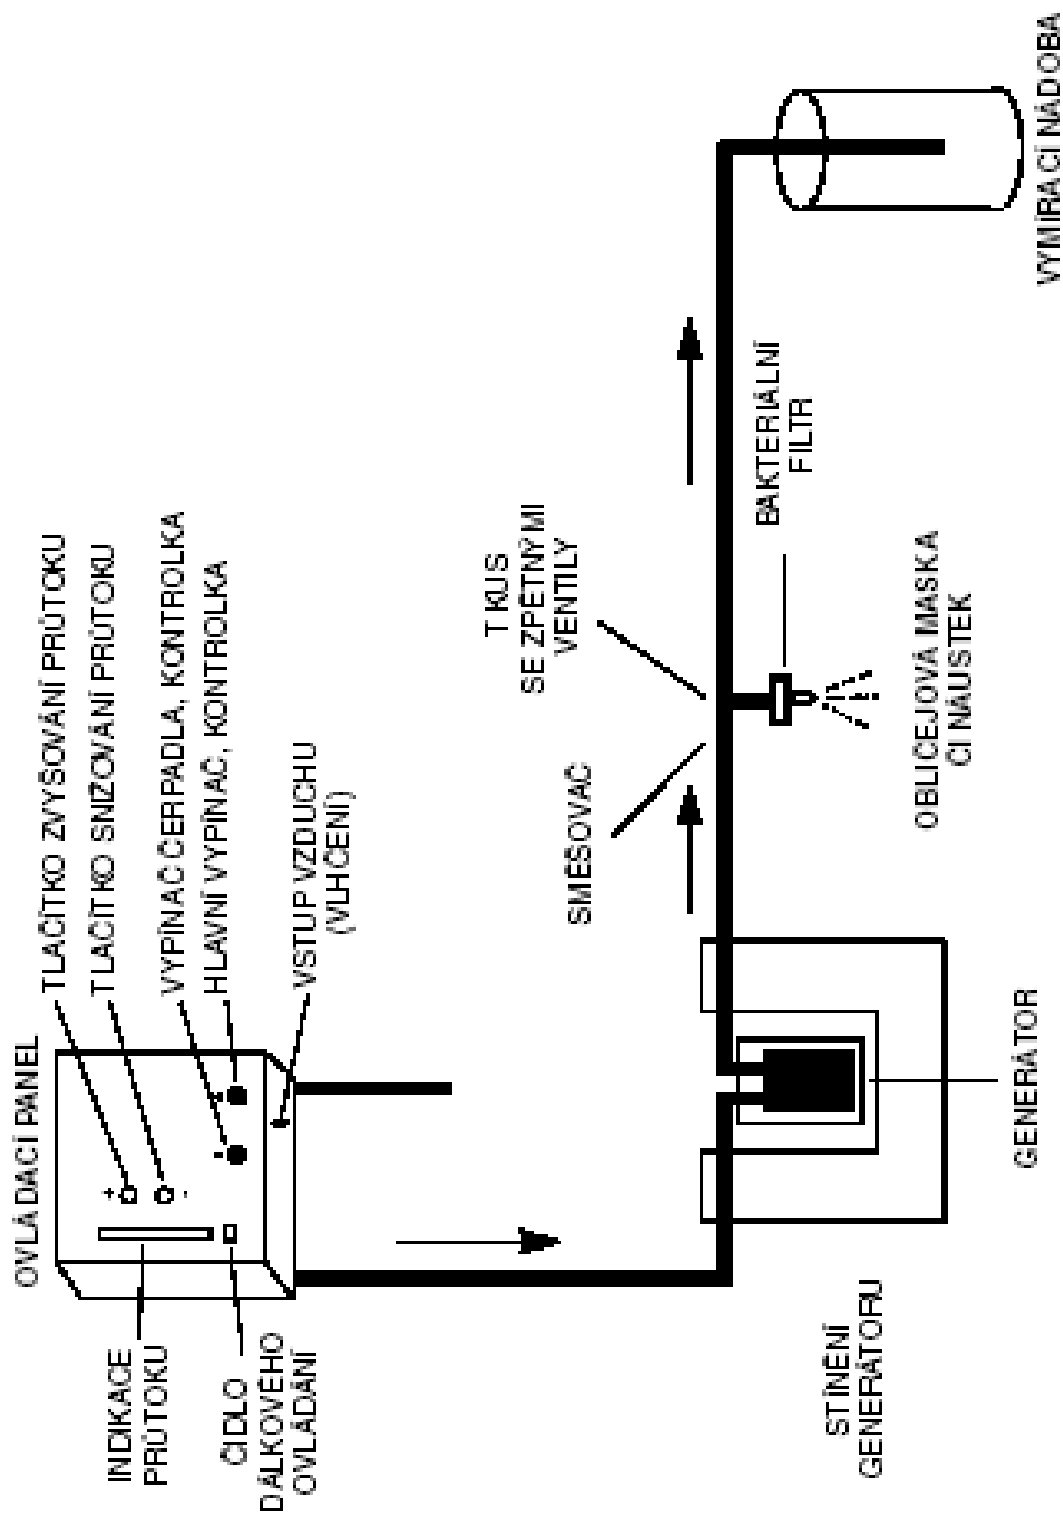 OVLÁDACÍ PANEL
TLAČÍTKO ZVYŠOVÁNÍ PRŮTOKU
TLAČÍTKO SNIŽOVÁNÍ PRŮTOKU
VYPÍNAČ ČERPADLA, KONTROLKA
HLAVNÍ VYPÍNAČ, KONTROLKA
VSTUP VZDUCHU
(VLHČENÍ)
+
-
INDIKACE
PRŮTOKU
ČIDLO
DÁLKOVÉHO
OVLÁDÁNÍ
T KUS
SE ZPĚTNÝMI
VENTILY
SMĚŠOVAČ
BAKTERIÁLNÍ
FILTR
OBLIČEJOVÁ MASKA
ČI NÁUSTEK
STÍNĚNÍ
GENERÁTORU
GENERÁTOR
VYMÍRACÍ NÁDOBA